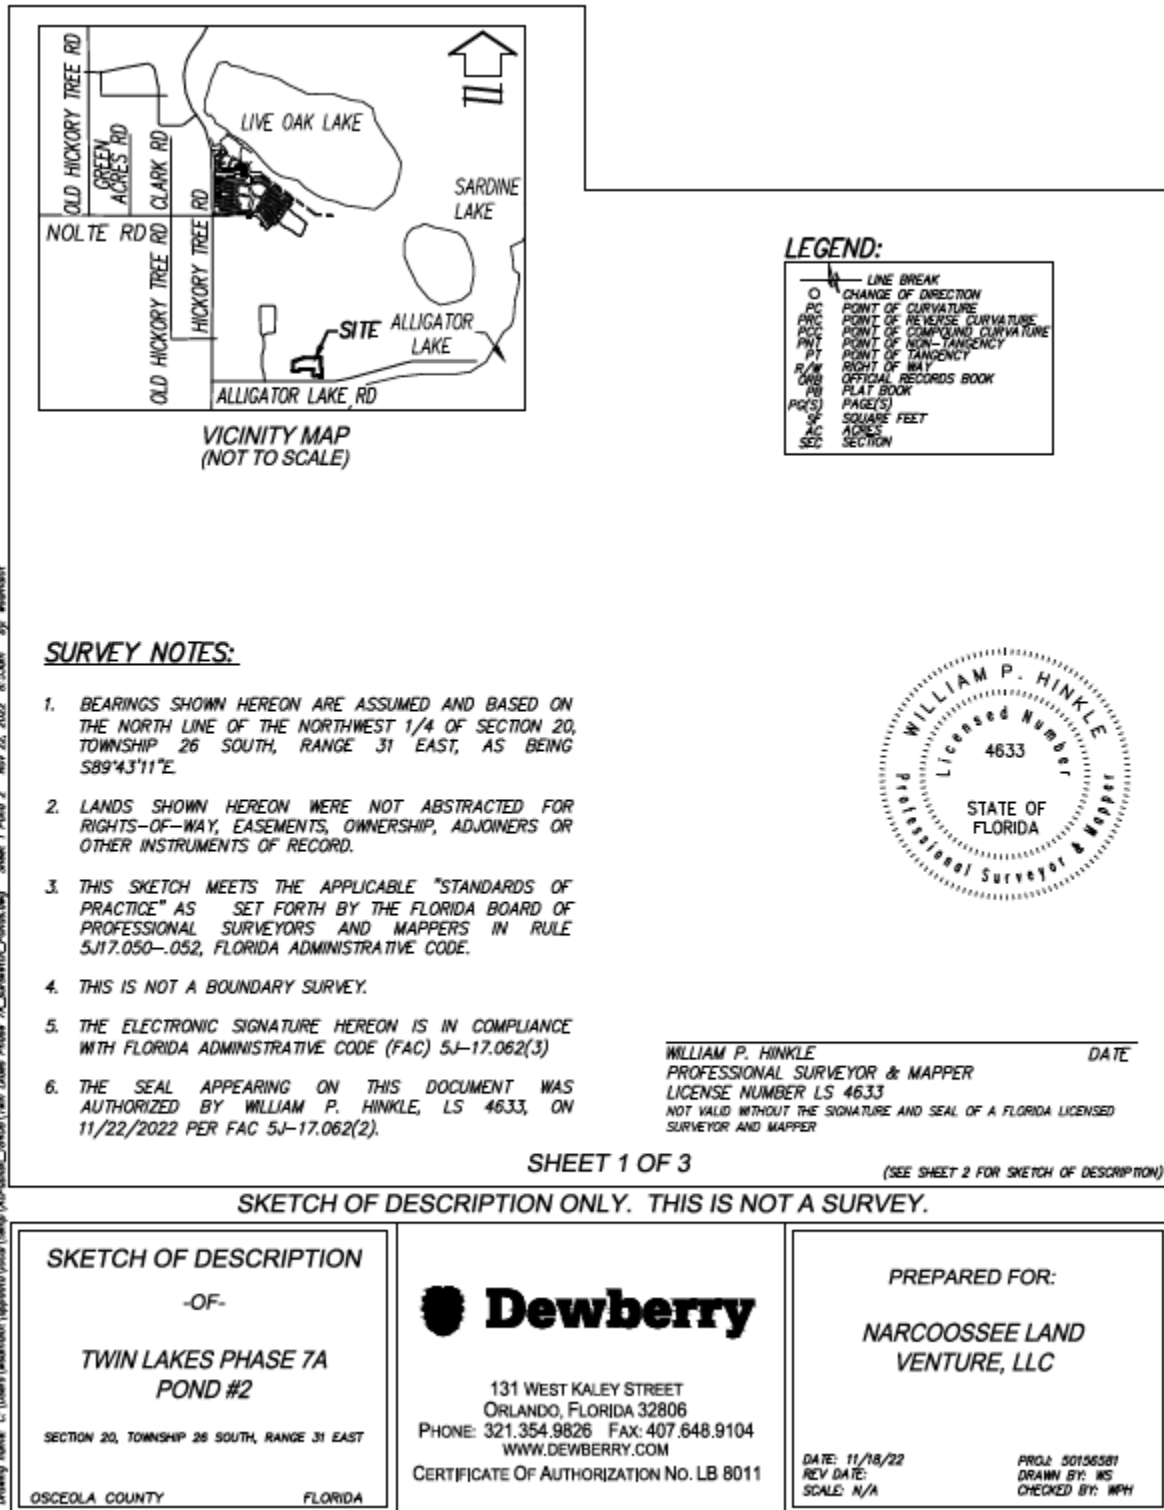 OLD HICKORY TREE RD
GREEN
ACRES RD
CLARK RD
LIVE OAK LAKE
SARDINE
LAKE
NOLTE RD
OLD HICKORY TREE RD
HICKORY TREE RD
SITE
ALLIGATOR
LAKE
ALLIGATOR LAKE RD
VICINITY MAP
(NOT TO SCALE)
LEGEND:
LINE BREAK
CHANGE OF DIRECTION
PC POINT OF CURVATURE
PRC POINT OF REVERSE CURVATURE
PCC POINT OF COMPOUND CURVATURE
PNT POINT OF NON-TANGENCY
PT POINT OF TANGENCY
R/W RIGHT OF WAY
ORB OFFICIAL RECORDS BOOK
PB PLAT BOOK
PG(S) PAGE(S)
SF SQUARE FEET
AC ACRES
SEC SECTION
SURVEY NOTES:
1. BEARINGS SHOWN HEREON ARE ASSUMED AND BASED ON
THE NORTH LINE OF THE NORTHWEST 1/4 OF SECTION 20,
TOWNSHIP 26 SOUTH, RANGE 31 EAST, AS BEING
S89°43'11"E.
2. LANDS SHOWN HEREON WERE NOT ABSTRACTED FOR
RIGHTS-OF-WAY, EASEMENTS, OWNERSHIP, ADJOINERS OR
OTHER INSTRUMENTS OF RECORD.
3. THIS SKETCH MEETS THE APPLICABLE "STANDARDS OF
PRACTICE" AS SET FORTH BY THE FLORIDA BOARD OF
PROFESSIONAL SURVEYORS AND MAPPERS IN RULE
5J17.050-.052, FLORIDA ADMINISTRATIVE CODE.
4. THIS IS NOT A BOUNDARY SURVEY.
5. THE ELECTRONIC SIGNATURE HEREON IS IN COMPLIANCE
WITH FLORIDA ADMINISTRATIVE CODE (FAC) 5J-17.062(3)
6. THE SEAL APPEARING ON THIS DOCUMENT WAS
AUTHORIZED BY WILLIAM P. HINKLE, LS 4633, ON
11/22/2022 PER FAC 5J-17.062(2).
WILLIAM P. HINKLE
Licensed Number
4633
STATE OF
FLORIDA
Professional Surveyor & Mapper
WILLIAM P. HINKLE DATE
PROFESSIONAL SURVEYOR & MAPPER
LICENSE NUMBER LS 4633
NOT VALID WITHOUT THE SIGNATURE AND SEAL OF A FLORIDA LICENSED
SURVEYOR AND MAPPER
SHEET 1 OF 3
(SEE SHEET 2 FOR SKETCH OF DESCRIPTION)
SKETCH OF DESCRIPTION ONLY. THIS IS NOT A SURVEY.
SKETCH OF DESCRIPTION
-OF-
TWIN LAKES PHASE 7A
POND #2
SECTION 20, TOWNSHIP 26 SOUTH, RANGE 31 EAST
OSCEOLA COUNTY FLORIDA
Dewberry
131 WEST KALEY STREET
ORLANDO, FLORIDA 32806
PHONE: 321.354.9826 FAX: 407.648.9104
WWW.DEWBERRY.COM
CERTIFICATE OF AUTHORIZATION NO. LB 8011
PREPARED FOR:
NARCOOSSEE LAND
VENTURE, LLC
DATE: 11/18/22
REV DATE:
SCALE: N/A
PROJ: 50156581
DRAWN BY: WS
CHECKED BY: WPH